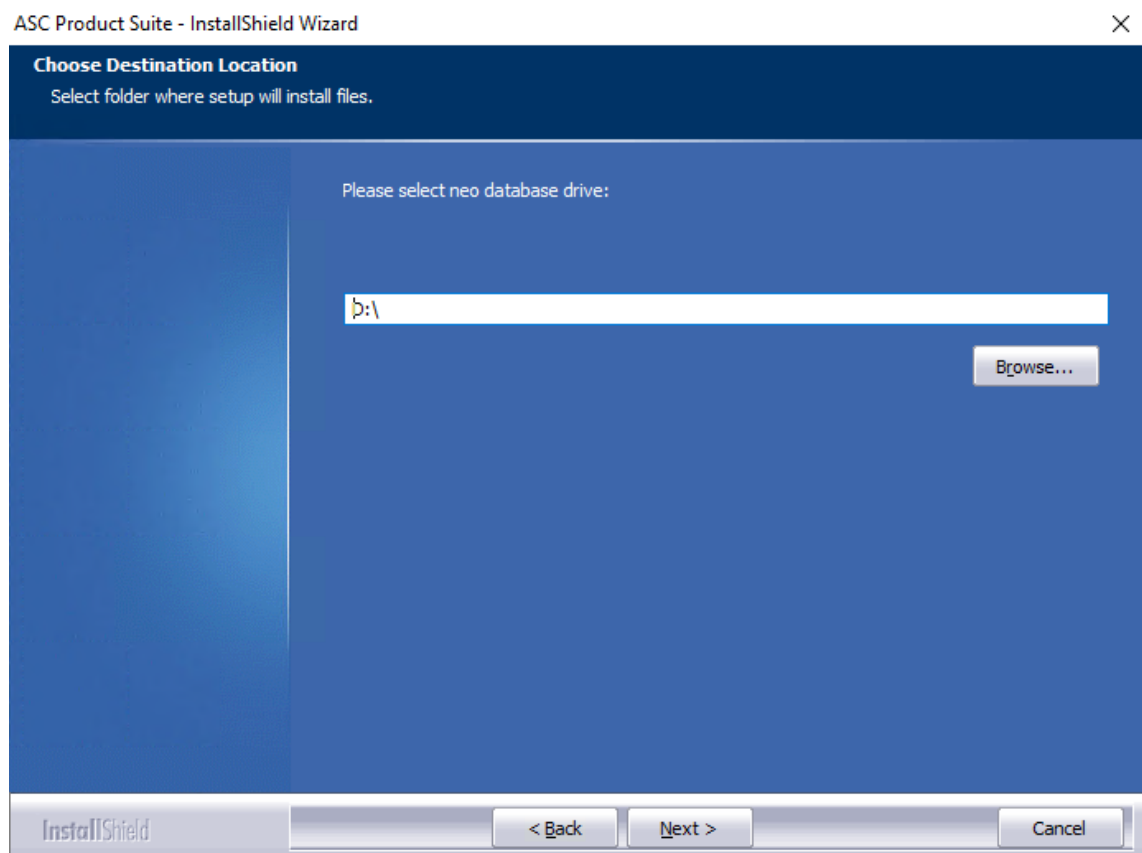 ASC Product Suite - InstallShield Wizard
Choose Destination Location
Select folder where setup will install files.
Please select neo database drive:
D:\
Browse...
InstallShield
< Back
Next >
Cancel